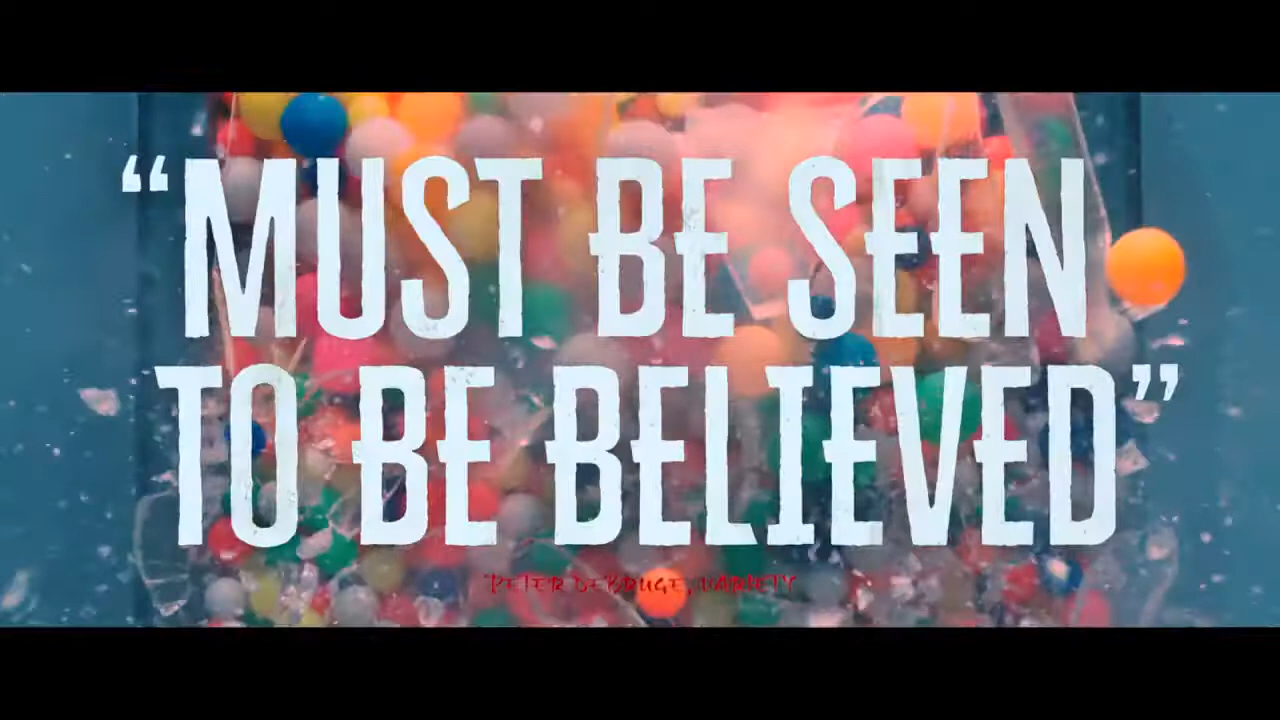 “MUST BE SEEN
TO BE BELIEVED”
PETER DEBRUGE, VARIETY